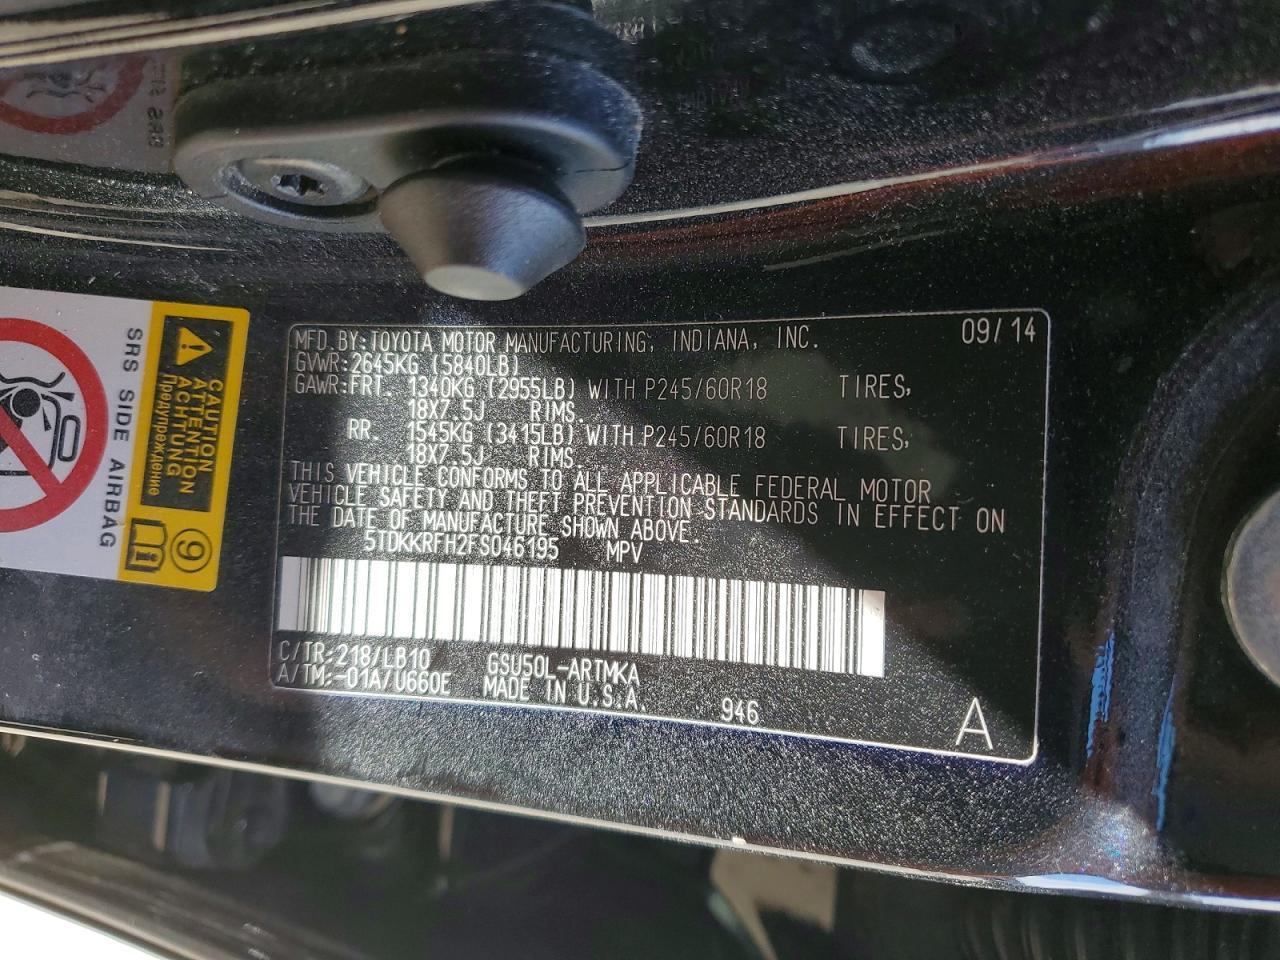 MFD. BY: TOYOTA MOTOR MANUFACTURING, INDIANA, INC. 09/14
GVWR: 2645KG (5840LB)
GAWR: FRT. 1340KG (2955LB) WITH P245/60R18 TIRES,
18X7.5J RIMS.
RR. 1545KG (3415LB) WITH P245/60R18 TIRES,
18X7.5J RIMS.
THIS VEHICLE CONFORMS TO ALL APPLICABLE FEDERAL MOTOR
VEHICLE SAFETY AND THEFT PREVENTION STANDARDS IN EFFECT ON
THE DATE OF MANUFACTURE SHOWN ABOVE.
5TDKKRFH2FS046195 MPV
C/TR: 218/LB10 GSU50L-ARTMKA
A/TM: -01A/U660E MADE IN U.S.A.
946 A
CAUTION
ATTENTION
ACHTUNG
Предупреждение
SRS SIDE AIRBAG
9